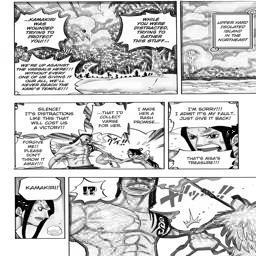 ...KAMAKIRI
WAS
WOUNDED
TRYING TO
PROTECT
YOU!!!
WHILE
YOU WERE
DISTRACTED,
TRYING TO
GATHER
THIS STUFF...
UPPER YARD
ISOLATED
ISLAND
IN THE
NORTHEAST
WE'RE UP AGAINST
THE VASSALS HERE!!!
WITHOUT EVERY
ONE OF US GIVING IT
OUR ALL, WE'LL NEVER
REACH THE
KAMI'S TEMPLE!!!
SILENCE!
IT'S DISTRACTIONS
LIKE THIS THAT
WILL COST US
A VICTORY!!
FORGIVE
ME!!
PLEASE
DON'T
THROW IT
AWAY!!!
...THAT I'D
COLLECT
VARSE
FOR HER.
I MADE
HER A
RASH
PROMISE...
I'M SORRY!!!!
I ADMIT IT'S MY FAULT.
JUST GIVE IT BACK!
THAT'S AISA'S
TREASURE!!!
KAMAKIRI!!
!!?